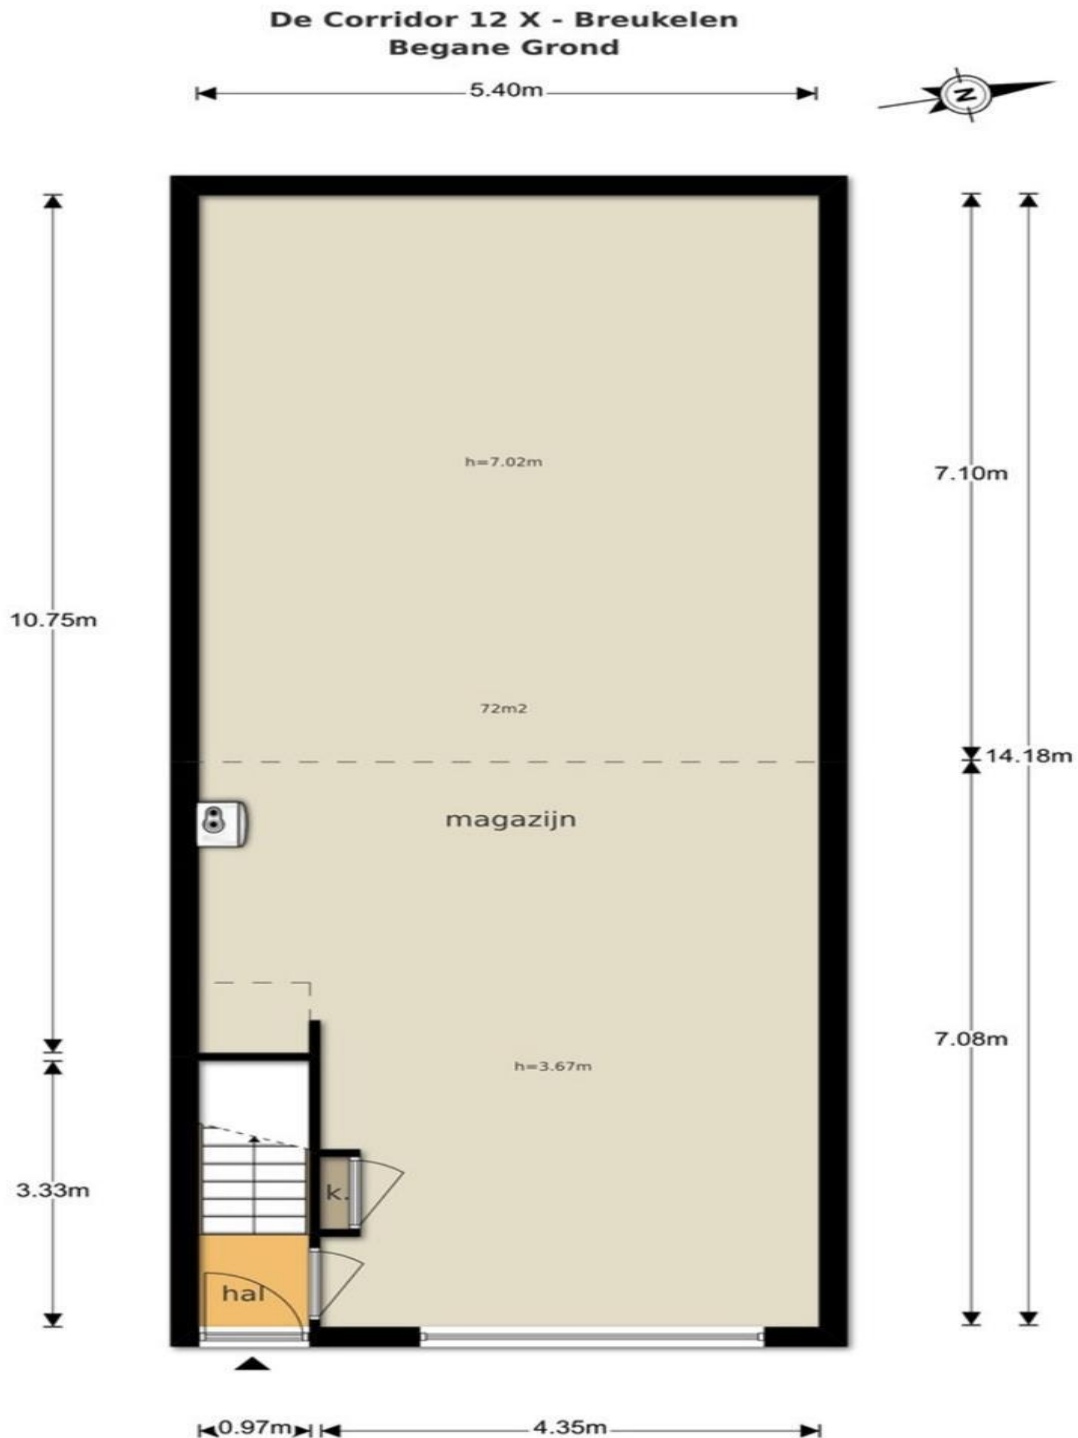 De Corridor 12 X - Breukelen
Begane Grond
5.40m
N
h=7.02m
7.10m
10.75m
72m2
14.18m
magazijn
7.08m
h=3.67m
3.33m
k.
hal
0.97m
4.35m